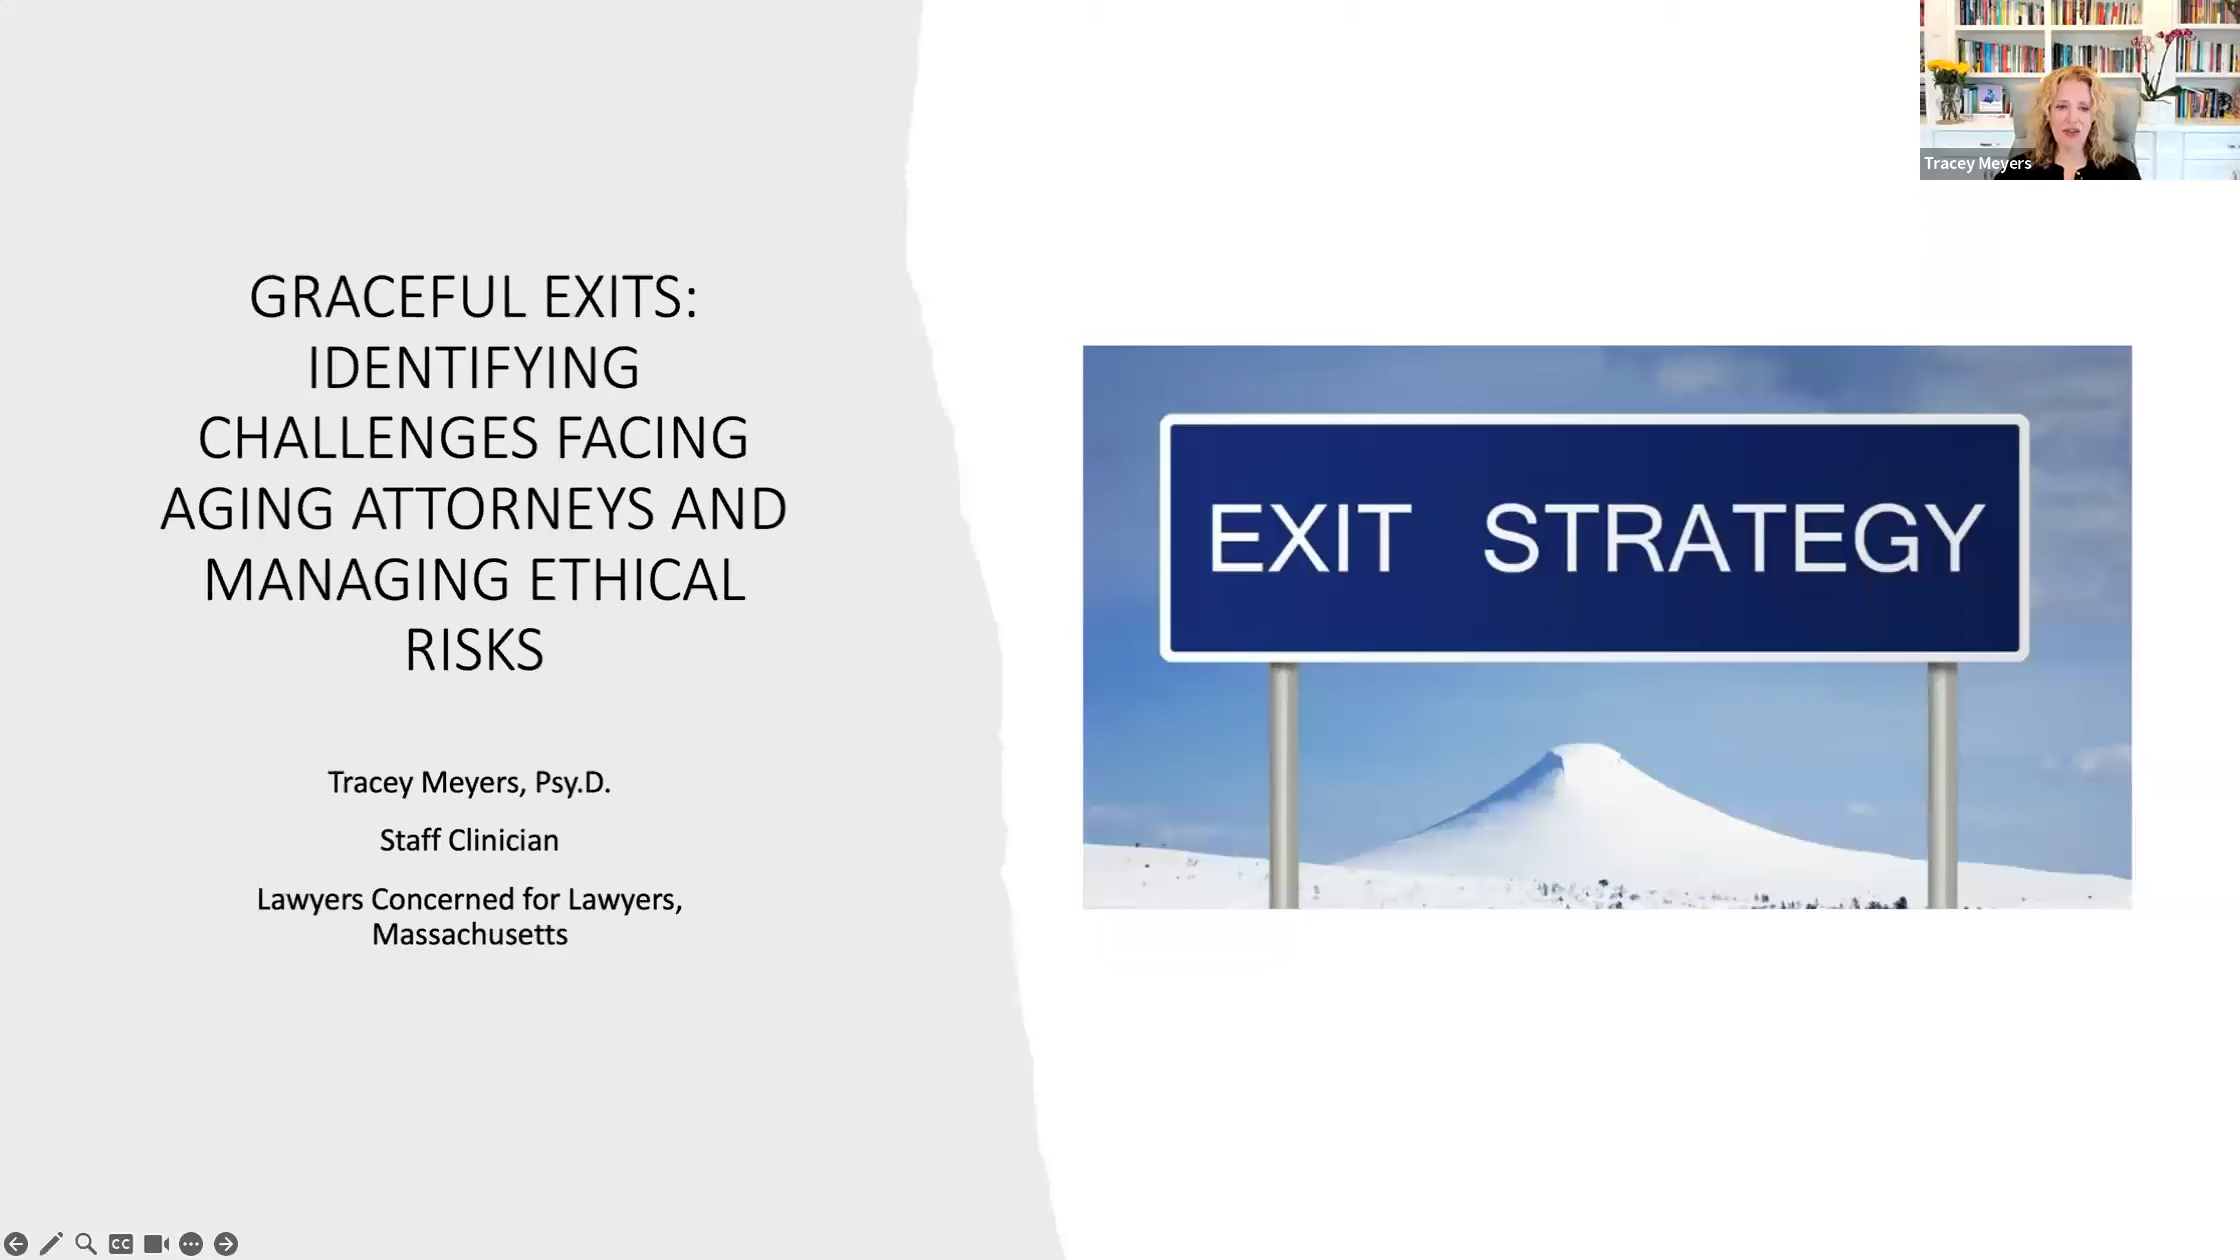 GRACEFUL EXITS:
IDENTIFYING
CHALLENGES FACING
AGING ATTORNEYS AND
MANAGING ETHICAL
RISKS
Tracey Meyers, Psy.D.
Staff Clinician
Lawyers Concerned for Lawyers,
Massachusetts
EXIT STRATEGY
Tracey Meyers
CC